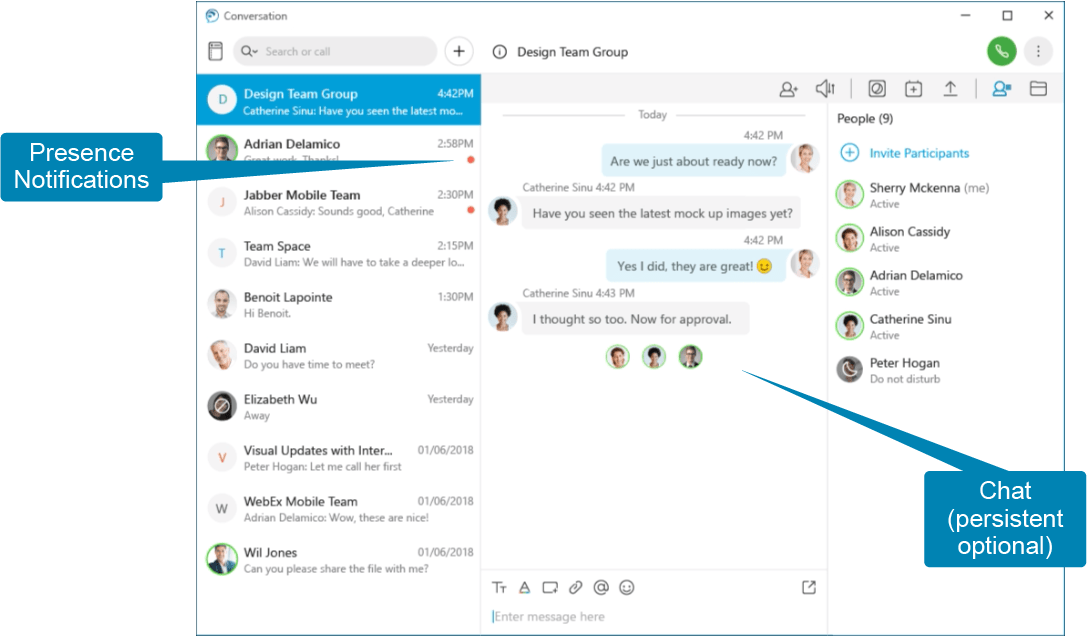 Conversation
Search or call
Design Team Group
D
Design Team Group 4:42PM
Catherine Sinu: Have you seen the latest mo...
Adrian Delamico 2:58PM
Great work. Thanks!
J
Jabber Mobile Team 2:30PM
Alison Cassidy: Sounds good, Catherine
T
Team Space 2:15PM
David Liam: We will have to take a deeper lo...
Benoit Lapointe 1:30PM
Hi Benoit.
David Liam Yesterday
Do you have time to meet?
Elizabeth Wu Yesterday
Away
V
Visual Updates with Inter... 01/06/2018
Peter Hogan: Let me call her first
W
WebEx Mobile Team 01/06/2018
Adrian Delamico: Wow, these are nice!
Wil Jones 01/06/2018
Can you please share the file with me?
Presence
Notifications
Today
4:42 PM
Are we just about ready now?
Catherine Sinu 4:42 PM
Have you seen the latest mock up images yet?
4:42 PM
Yes I did, they are great! 🙂
Catherine Sinu 4:43 PM
I thought so too. Now for approval.
Enter message here
People (9)
Invite Participants
Sherry Mckenna (me)
Active
Alison Cassidy
Active
Adrian Delamico
Active
Catherine Sinu
Active
Peter Hogan
Do not disturb
Chat
(persistent
optional)